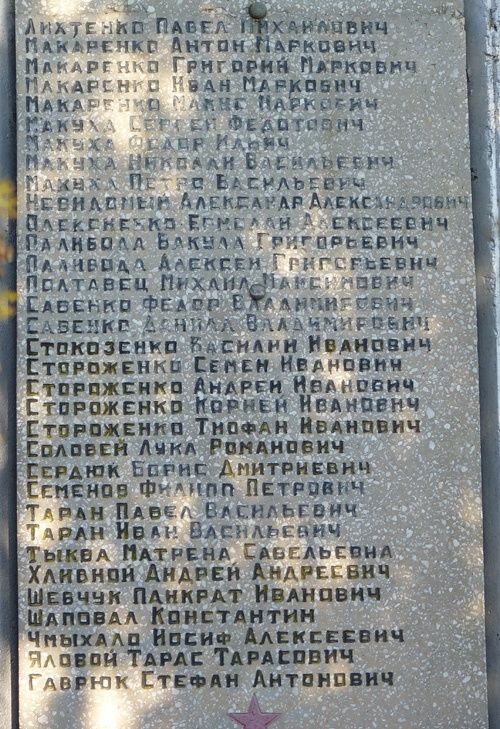 Лихтенко Павел Михайлович
Макаренко Антон Маркович
Макаренко Григорий Маркович
Макаренко Иван Маркович
Макаренко Макис Маркович
Макуха Сергей Федотович
Макуха Федор Ильич
Макуха Николай Васильевич
Макуха Петро Васильевич
Невидомый Александр Александрович
Олексиенко Ермолай Алексеевич
Паливода Вакула Григорьевич
Паливода Алексей Григорьевич
Полтавец Михаил Максимович
Савенко Федор Владимирович
Савенко Данила Владимирович
Стокозенко Василий Иванович
Стороженко Семен Иванович
Стороженко Андрей Иванович
Стороженко Корней Иванович
Стороженко Тиофан Иванович
Соловей Лука Романович
Сердюк Борис Дмитриевич
Семенов Филипп Петрович
Таран Павел Васильевич
Таран Иван Васильевич
Тыква Матрена Савельевна
Хливной Андрей Андреевич
Шевчук Панкрат Иванович
Шаповал Константин
Чмыхало Иосиф Алексеевич
Яловой Тарас Тарасович
Гаврюк Стефан Антонович